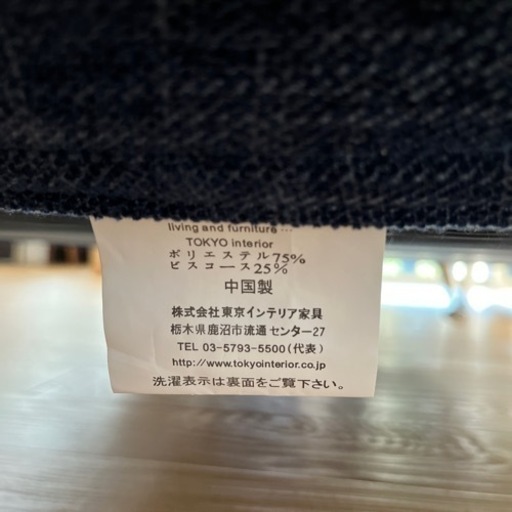 living and furniture …
TOKYO interior
ポリエステル75%
ビスコース25%
中国製
株式会社東京インテリア家具
栃木県鹿沼市流通センター27
TEL 03-5793-5500(代表)
http://www.tokyointerior.co.jp
洗濯表示は裏面をご覧下さい。